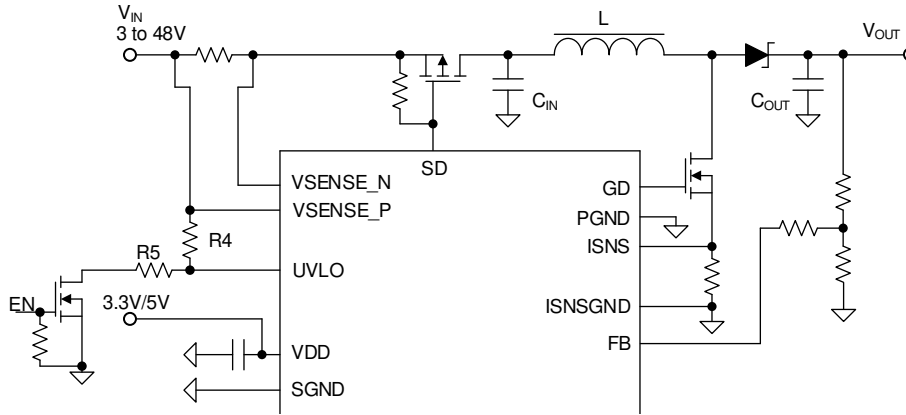 VIN
3 to 48V
L
VOUT
CIN
COUT
SD
VSENSE_N
VSENSE_P
GD
PGND
R4
ISNS
R5
UVLO
EN
3.3V/5V
ISNSGND
VDD
FB
SGND